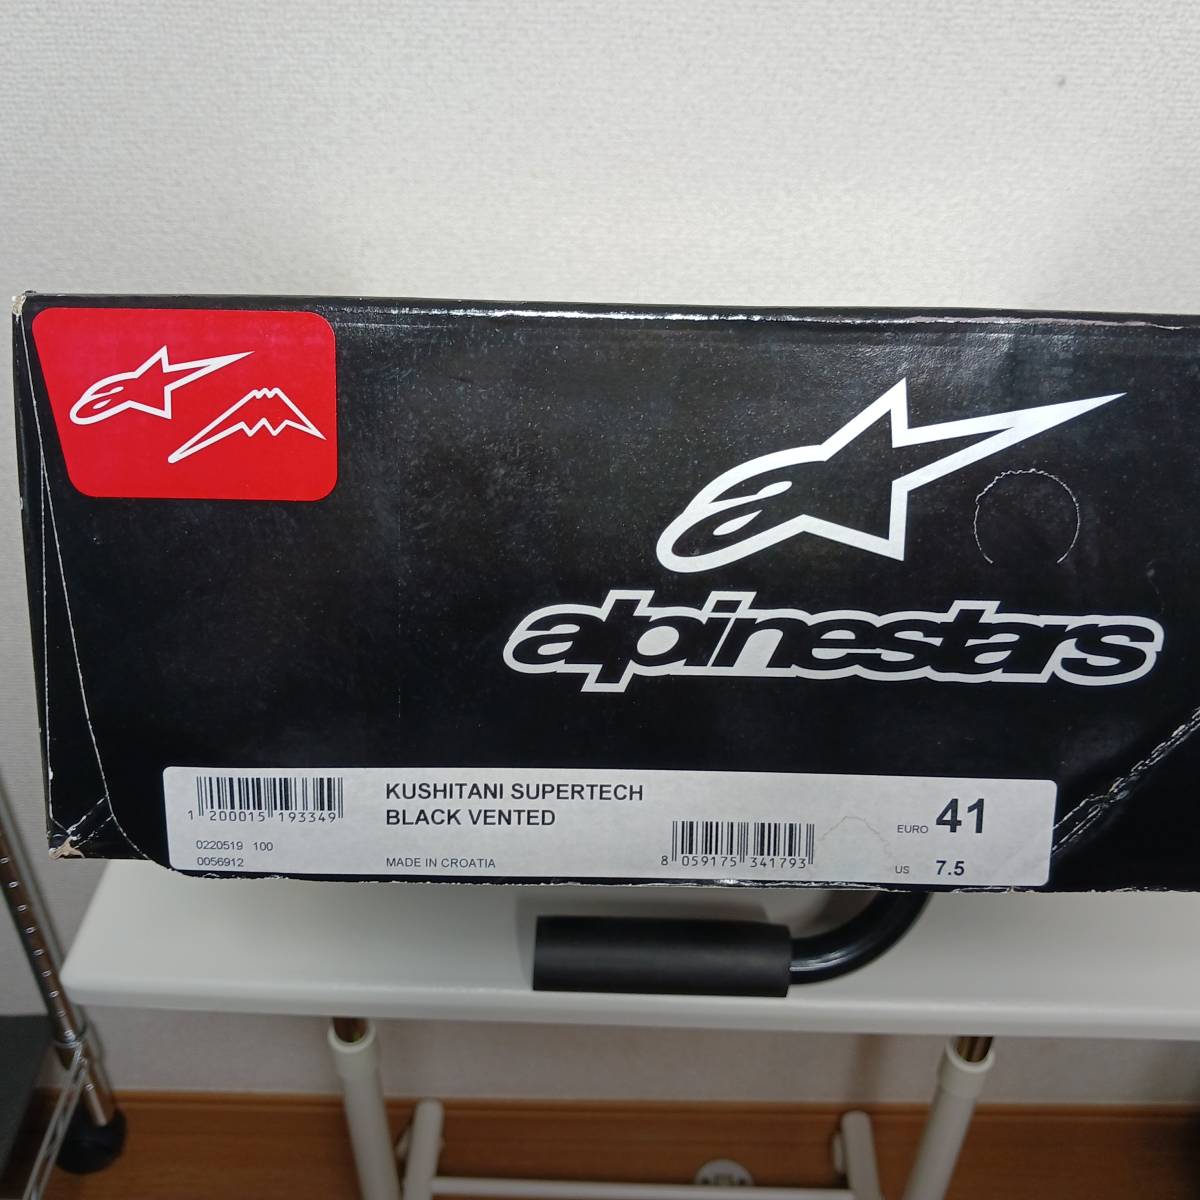 alpinestars
1 200015 193349
KUSHITANI SUPERTECH
BLACK VENTED
0220519 100
0056912
MADE IN CROATIA
8 059175 341793
EURO 41
US 7.5